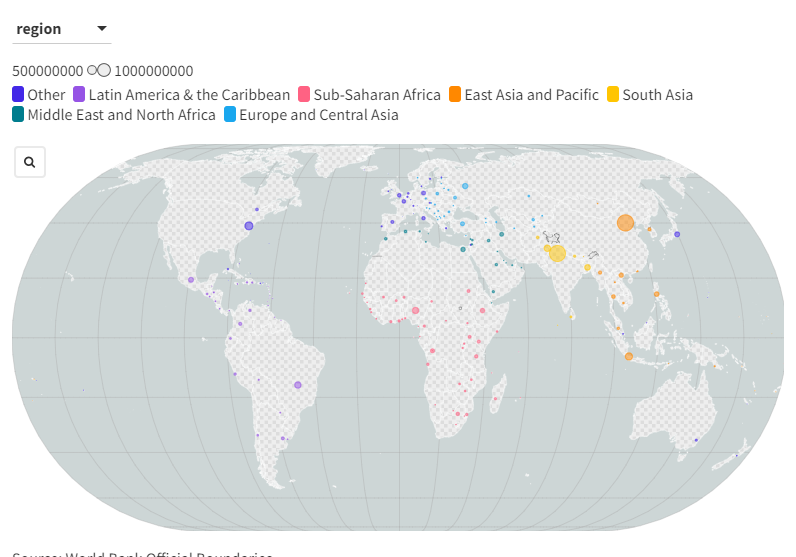 region
500000000 1000000000
Other Latin America & the Caribbean Sub-Saharan Africa East Asia and Pacific South Asia
Middle East and North Africa Europe and Central Asia
Source: World Bank Official Boundaries